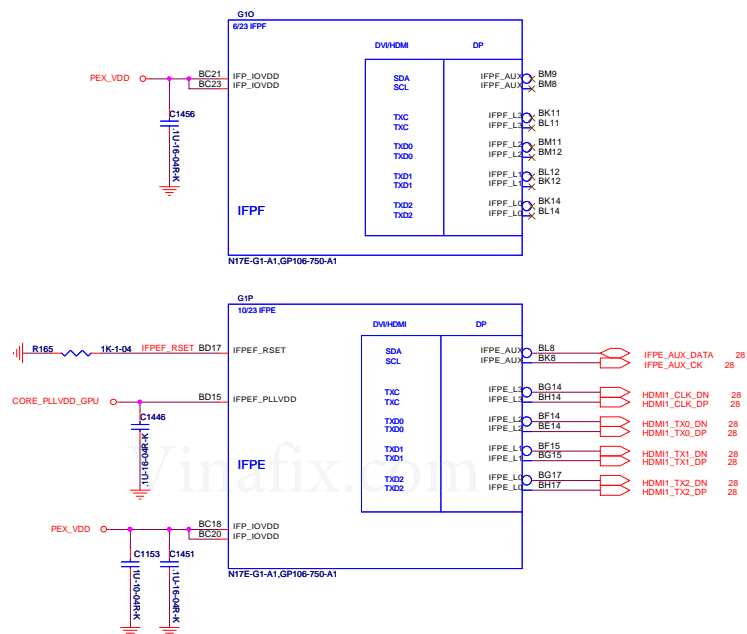 G1O
6/23 IFPF
DVI/HDMI DP
PEX_VDD BC21 IFP_IOVDD SDA IFPF_AUX BM9
BC23 IFP_IOVDD SCL IFPF_AUX BM8
C1456
.1U-16-04R-K
TXC IFPF_L3 BK11
TXC IFPF_L3 BL11
TXD0 IFPF_L2 BM11
TXD0 IFPF_L2 BM12
TXD1 IFPF_L1 BL12
TXD1 IFPF_L1 BK12
TXD2 IFPF_L0 BK14
TXD2 IFPF_L0 BL14
IFPF
N17E-G1-A1,GP106-750-A1
G1P
10/23 IFPE
DVI/HDMI DP
R165 1K-1-04 IFPEF_RSET BD17 IFPEF_RSET SDA IFPE_AUX BL8 IFPE_AUX_DATA 28
SCL IFPE_AUX BK8 IFPE_AUX_CK 28
CORE_PLLVDD_GPU BD15 IFPEF_PLLVDD
C1446
.1U-16-04R-K
TXC IFPE_L3 BG14 HDMI1_CLK_DN 28
TXC IFPE_L3 BH14 HDMI1_CLK_DP 28
TXD0 IFPE_L2 BF14 HDMI1_TX0_DN 28
TXD0 IFPE_L2 BE14 HDMI1_TX0_DP 28
TXD1 IFPE_L1 BF15 HDMI1_TX1_DN 28
TXD1 IFPE_L1 BG15 HDMI1_TX1_DP 28
TXD2 IFPE_L0 BG17 HDMI1_TX2_DN 28
TXD2 IFPE_L0 BH17 HDMI1_TX2_DP 28
IFPE
Vinafix.com
PEX_VDD BC18 IFP_IOVDD
BC20 IFP_IOVDD
C1153 C1451
1U-10-04R-K .1U-16-04R-K
N17E-G1-A1,GP106-750-A1